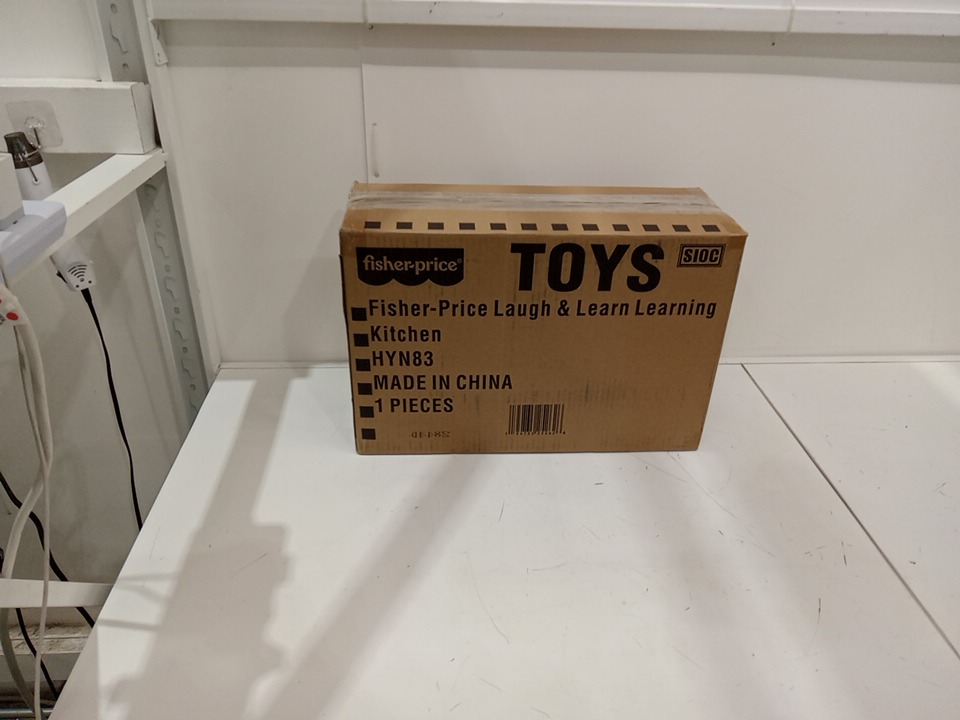 fisher-price®
TOYS
SIOC
Fisher-Price Laugh & Learn Learning
Kitchen
HYN83
MADE IN CHINA
1 PIECES